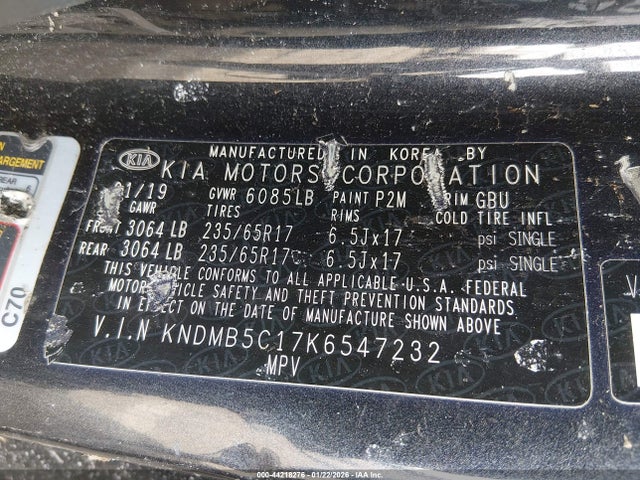 ARGEMENT
REAR
C70
MANUFACTURED IN KOREA BY
KIA KIA MOTORS CORPORATION
01/19 GVWR 6085LB PAINT P2M TRIM GBU
GAWR TIRES RIMS COLD TIRE INFL
FRONT 3064 LB 235/65R17 6.5Jx17 psi SINGLE
REAR 3064 LB 235/65R17 6.5Jx17 psi SINGLE
THIS VEHICLE CONFORMS TO ALL APPLICABLE U.S.A. FEDERAL
MOTOR VEHICLE SAFETY AND THEFT PREVENTION STANDARDS
IN EFFECT ON THE DATE OF MANUFACTURE SHOWN ABOVE
V.I.N KNDMB5C17K6547232
MPV
000-44218276 - 01/22/2026 - IAA Inc.